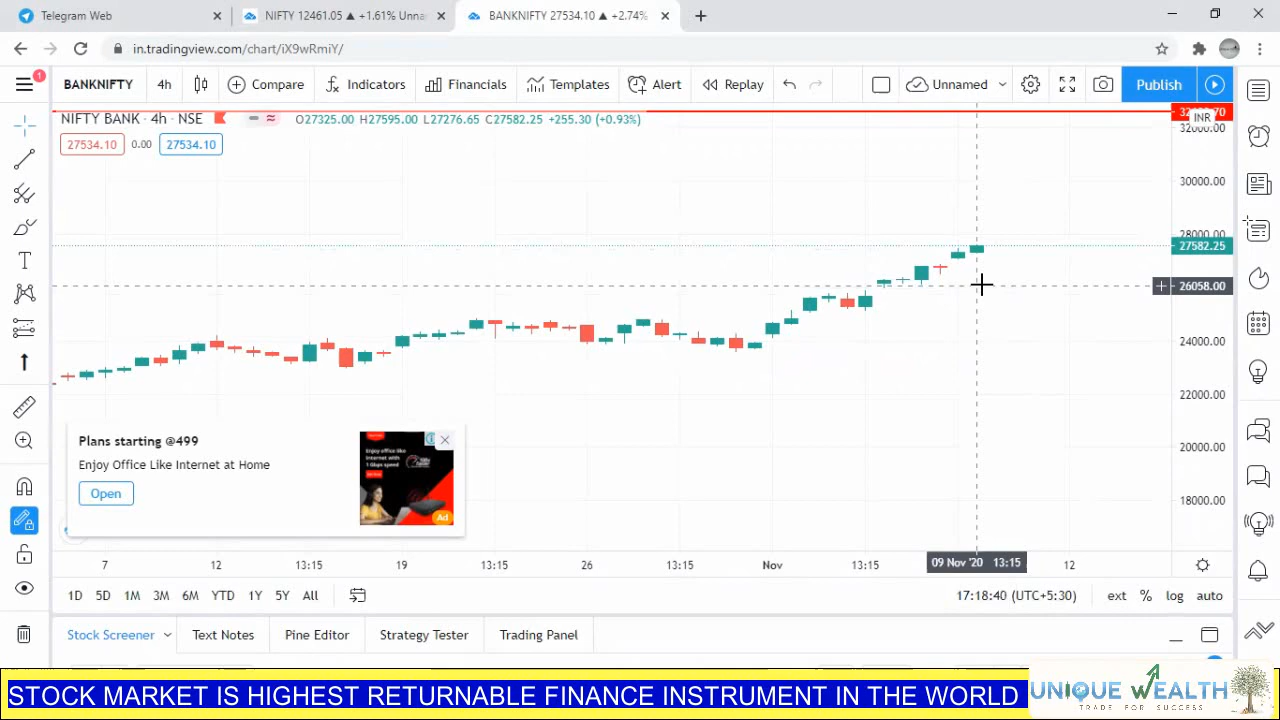 Telegram Web
NIFTY 12461.05 ▲ +1.61% Unna
BANKNIFTY 27534.10 ▲ +2.74%
in.tradingview.com/chart/iX9wRmiY/
1
BANKNIFTY
4h
Compare
Indicators
Financials
Templates
Alert
Replay
Unnamed
Publish
NIFTY BANK · 4h · NSE
O27325.00 H27595.00 L27276.65 C27582.25 +255.30 (+0.93%)
27534.10
0.00
27534.10
INR
32000.00
30000.00
28000.00
27582.25
26058.00
24000.00
22000.00
20000.00
18000.00
Plans starting @499
Enjoy Office Like Internet at Home
Open
Ad
7
12
19
13:15
26
13:15
Nov
13:15
09 Nov '20 13:15
12
13:15
1D
5D
1M
3M
6M
YTD
1Y
5Y
All
17:18:40 (UTC+5:30)
ext
%
log
auto
Stock Screener
Text Notes
Pine Editor
Strategy Tester
Trading Panel
STOCK MARKET IS HIGHEST RETURNABLE FINANCE INSTRUMENT IN THE WORLD
UNIQUE WEALTH
TRADE FOR SUCCESS